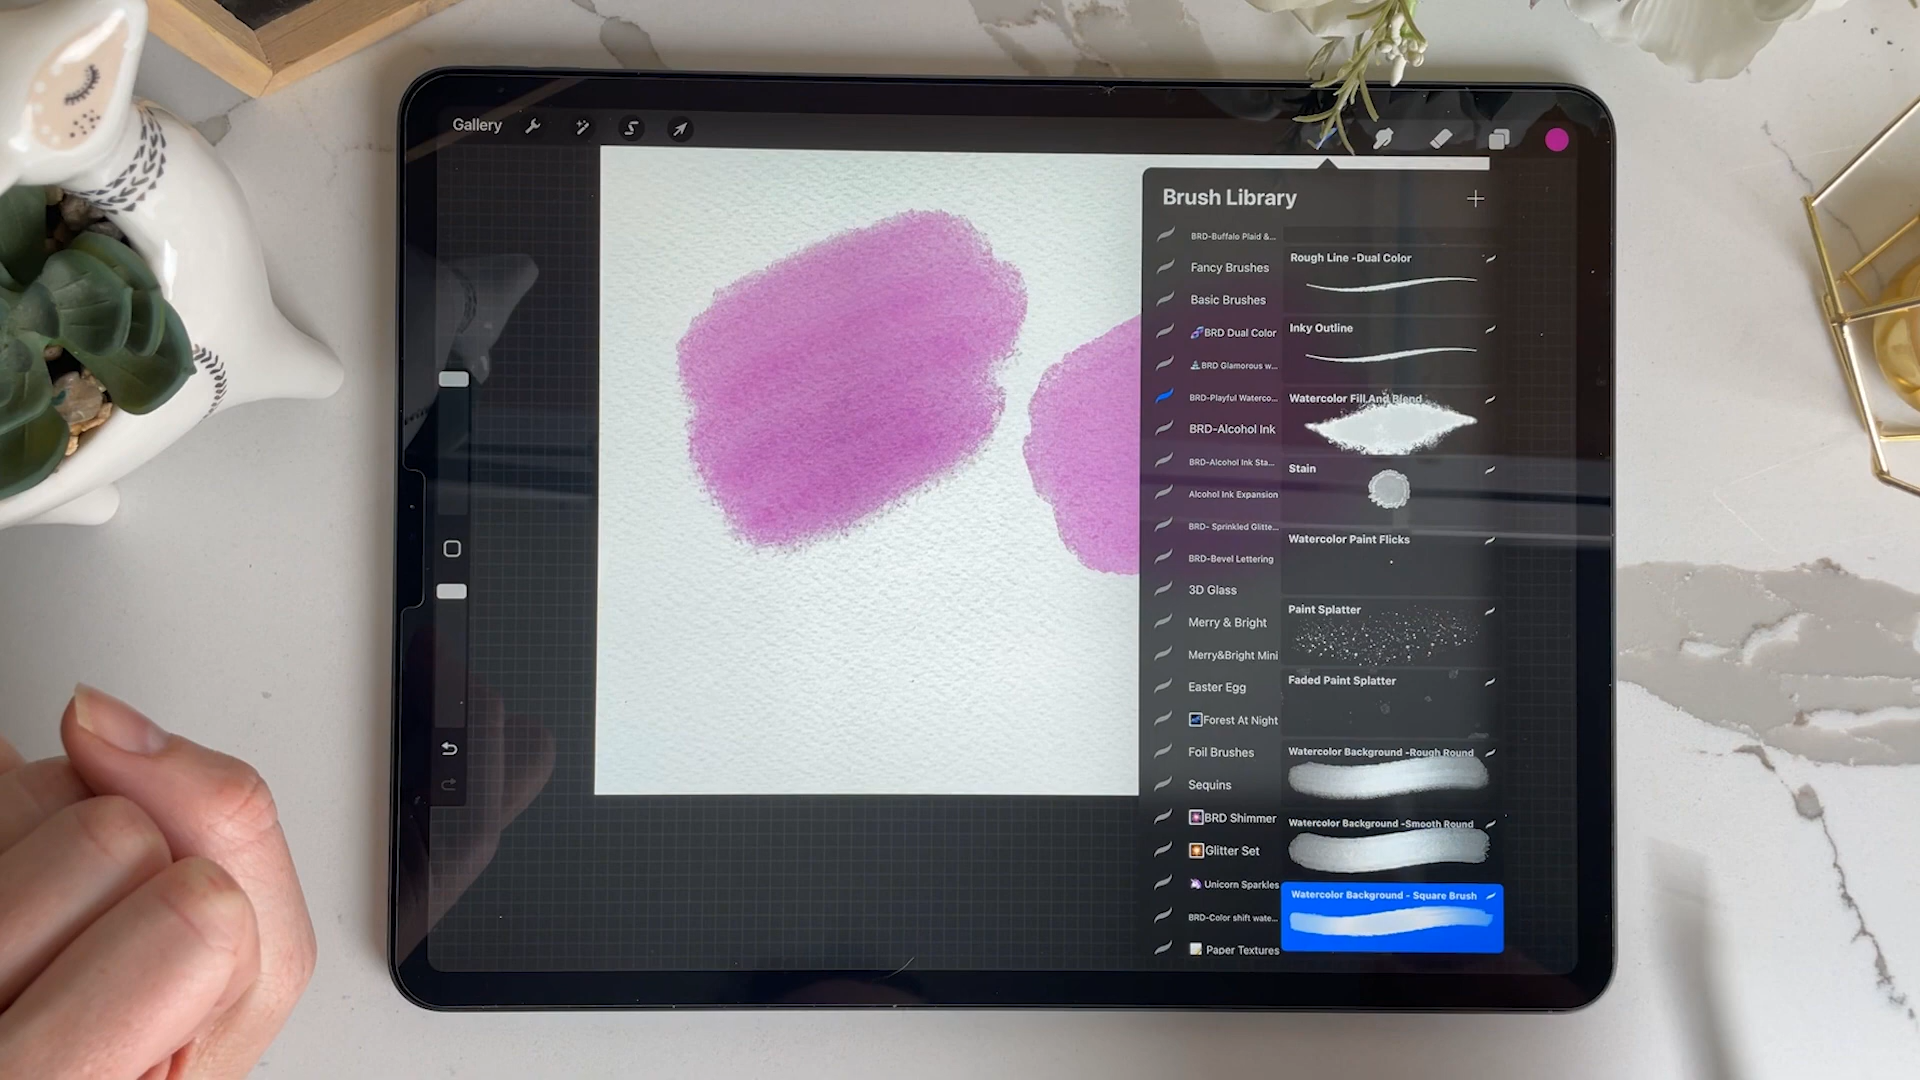 Gallery
Brush Library
BRD-Buffalo Plaid &...
Fancy Brushes
Basic Brushes
BRD Dual Color
BRD Glamorous w...
BRD-Playful Waterco...
BRD-Alcohol Ink
BRD-Alcohol Ink Sta...
Alcohol Ink Expansion
BRD- Sprinkled Glitte...
BRD-Bevel Lettering
3D Glass
Merry & Bright
Merry&Bright Mini
Easter Egg
Forest At Night
Foil Brushes
Sequins
BRD Shimmer
Glitter Set
Unicorn Sparkles
BRD-Color shift wate...
Paper Textures
Rough Line -Dual Color
Inky Outline
Watercolor Fill And Blend
Stain
Watercolor Paint Flicks
Paint Splatter
Faded Paint Splatter
Watercolor Background -Rough Round
Watercolor Background -Smooth Round
Watercolor Background - Square Brush